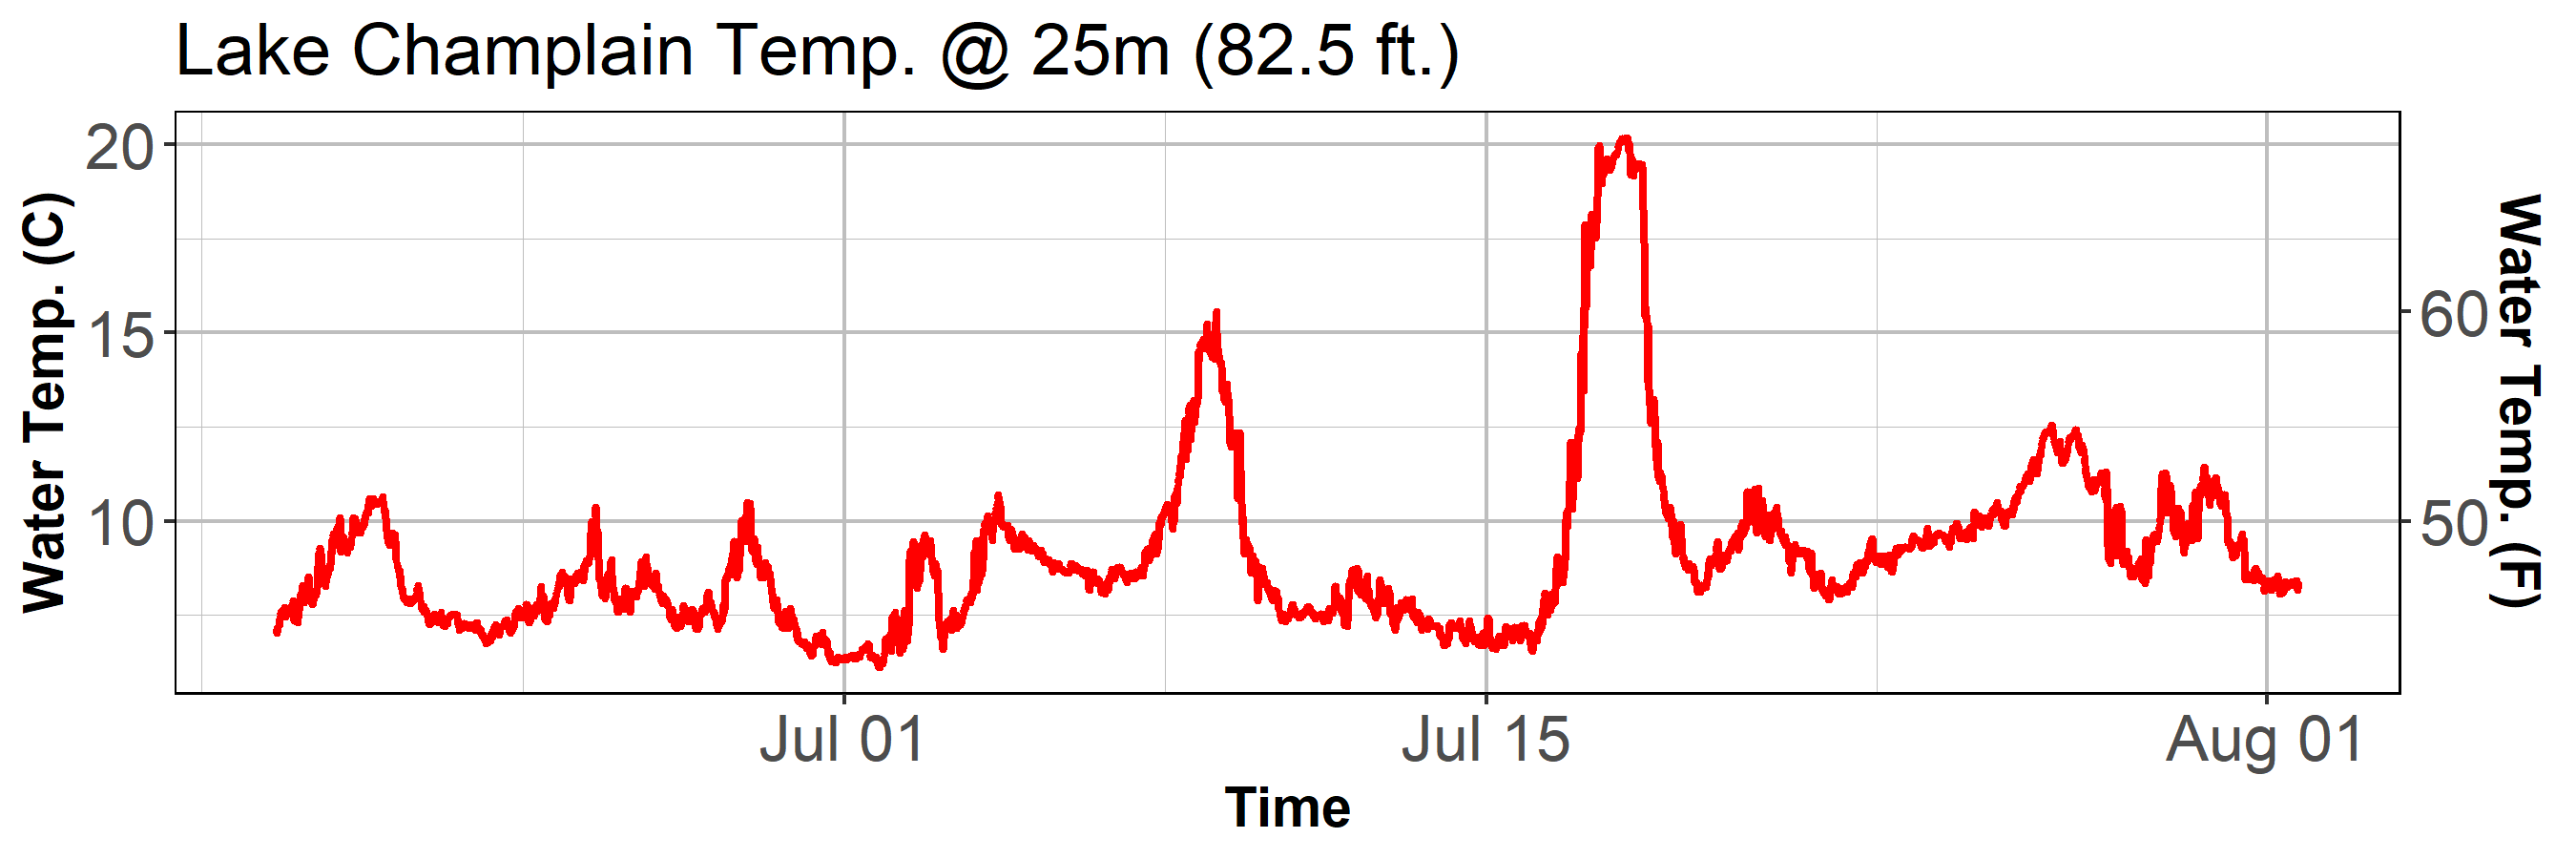 Lake Champlain Temp. @ 25m (82.5 ft.)
Water Temp. (C)
20
15
10
60
50
Water Temp. (F)
Jul 01
Jul 15
Aug 01
Time